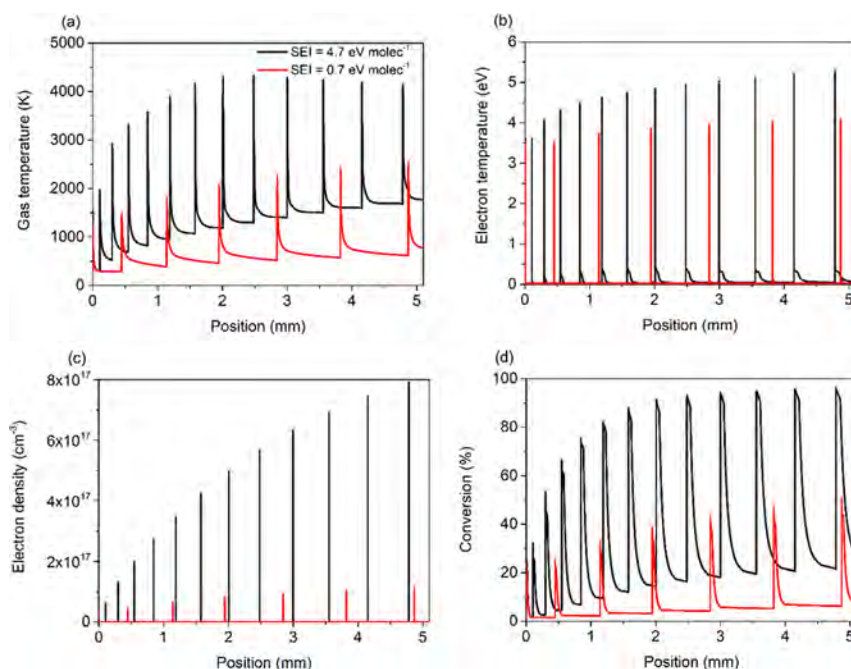 (a)
5000
4000
3000
2000
1000
0
Gas temperature (K)
SEI = 4.7 eV molec⁻¹
SEI = 0.7 eV molec⁻¹
0 1 2 3 4 5
Position (mm)
(b)
6
5
4
3
2
1
0
Electron temperature (eV)
0 1 2 3 4 5
Position (mm)
(c)
8x10¹⁷
6x10¹⁷
4x10¹⁷
2x10¹⁷
0
Electron density (cm⁻³)
0 1 2 3 4 5
Position (mm)
(d)
100
80
60
40
20
0
Conversion (%)
0 1 2 3 4 5
Position (mm)